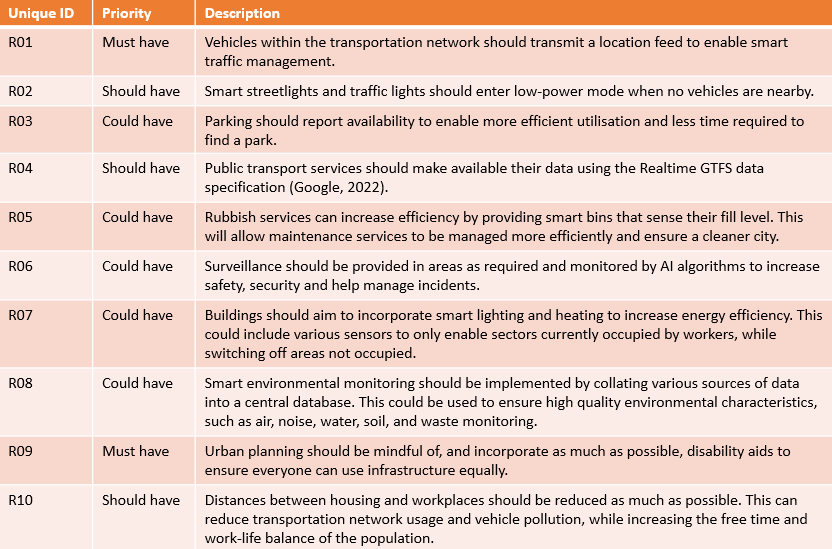 Unique ID Priority Description
R01 Must have Vehicles within the transportation network should transmit a location feed to enable smart
traffic management.
R02 Should have Smart streetlights and traffic lights should enter low-power mode when no vehicles are nearby.
R03 Could have Parking should report availability to enable more efficient utilisation and less time required to
find a park.
R04 Should have Public transport services should make available their data using the Realtime GTFS data
specification (Google, 2022).
R05 Could have Rubbish services can increase efficiency by providing smart bins that sense their fill level. This
will allow maintenance services to be managed more efficiently and ensure a cleaner city.
R06 Could have Surveillance should be provided in areas as required and monitored by AI algorithms to increase
safety, security and help manage incidents.
R07 Could have Buildings should aim to incorporate smart lighting and heating to increase energy efficiency. This
could include various sensors to only enable sectors currently occupied by workers, while
switching off areas not occupied.
R08 Could have Smart environmental monitoring should be implemented by collating various sources of data
into a central database. This could be used to ensure high quality environmental characteristics,
such as air, noise, water, soil, and waste monitoring.
R09 Must have Urban planning should be mindful of, and incorporate as much as possible, disability aids to
ensure everyone can use infrastructure equally.
R10 Should have Distances between housing and workplaces should be reduced as much as possible. This can
reduce transportation network usage and vehicle pollution, while increasing the free time and
work-life balance of the population.